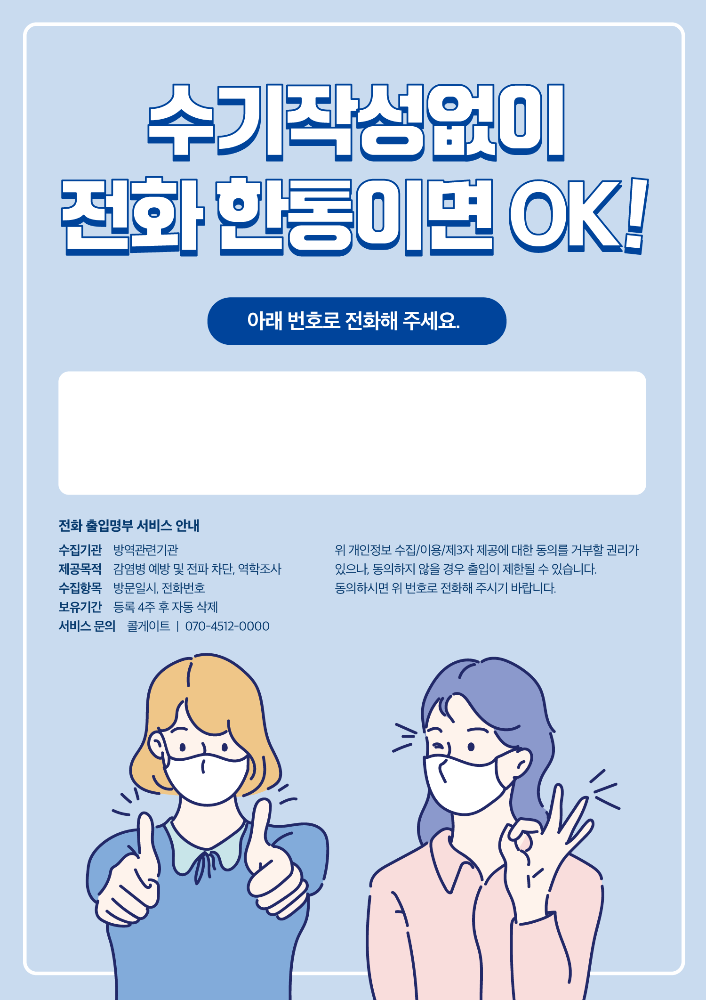 수기작성없이
전화 한통이면 OK!
아래 번호로 전화해 주세요.
전화 출입명부 서비스 안내
수집기관 방역관련기관
제공목적 감염병 예방 및 전파 차단, 역학조사
수집항목 방문일시, 전화번호
보유기간 등록 4주 후 자동 삭제
서비스 문의 콜게이트 | 070-4512-0000
위 개인정보 수집/이용/제3자 제공에 대한 동의를 거부할 권리가
있으나, 동의하지 않을 경우 출입이 제한될 수 있습니다.
동의하시면 위 번호로 전화해 주시기 바랍니다.